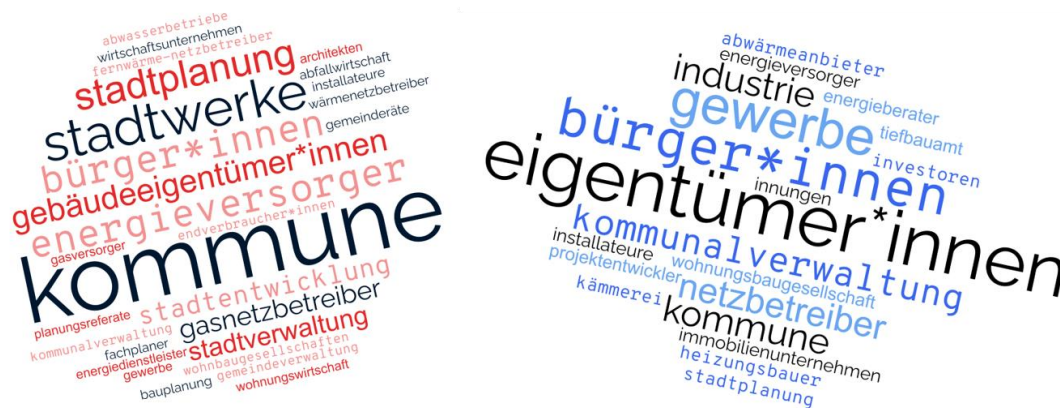 abwasserbetriebe
wirtschaftsunternehmen
fernwärme-netzbetreiber
stadtplanung
architekten
abfallwirtschaft
stadtwerke
installateure
wärmenetzbetreiber
bürger*innen
gemeinderäte
gebäudeeigentümer*innen
energieversorger
endverbraucher*innen
gasversorger
kommune
stadtentwicklung
planungsreferate
gasnetzbetreiber
kommunalverwaltung
fachplaner
stadtverwaltung
energiedienstleister
wohnbaugesellschaften
gewerbe
gemeindeverwaltung
bauplanung
wohnungswirtschaft
abwärmeanbieter
energieversorger
industrie
energieberater
gewerbe
tiefbauamt
bürger*innen
investoren
eigentümer*innen
innungen
kommunalverwaltung
installateure
wohnungsbaugesellschaft
projektentwickler
netzbetreiber
kämmerei
kommune
immobilienunternehmen
heizungsbauer
stadtplanung